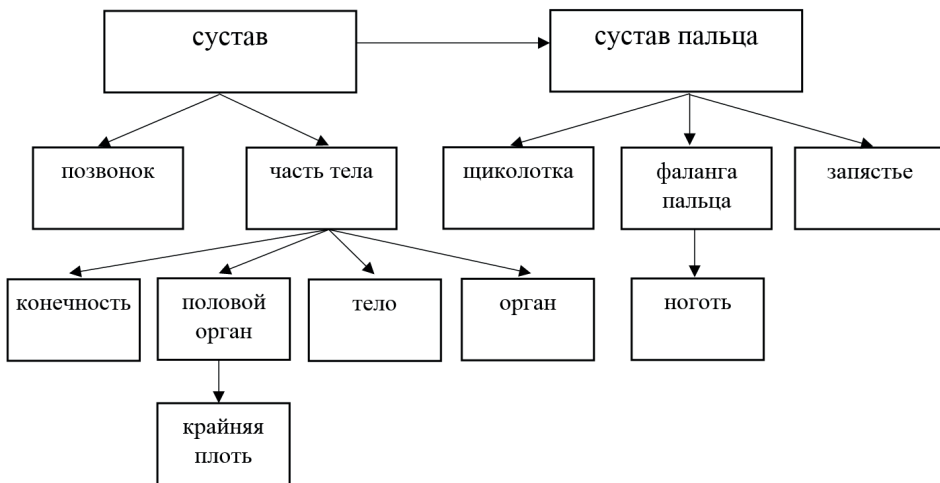 сустав
сустав пальца
позвонок
часть тела
щиколотка
фаланга
пальца
запястье
конечность
половой
орган
тело
орган
ноготь
крайняя
плоть